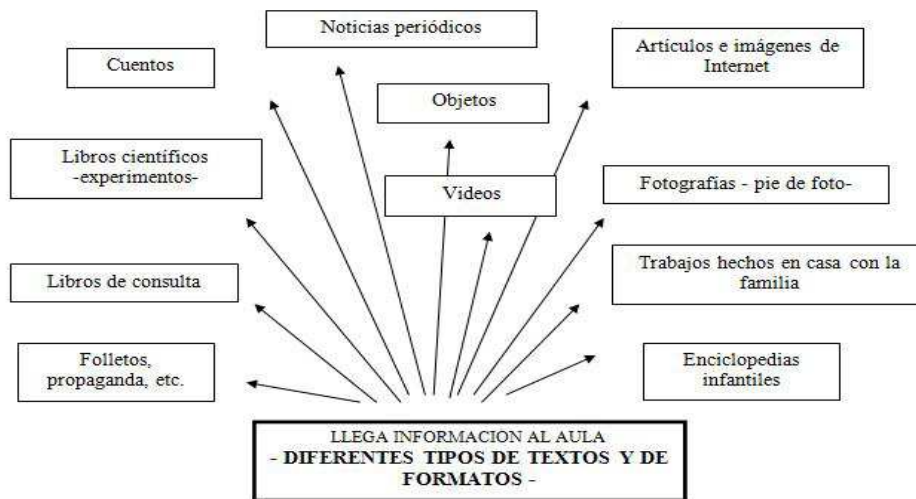 Noticias periódicos
Cuentos
Artículos e imágenes de
Internet
Objetos
Libros científicos
-experimentos-
Videos
Fotografías - pie de foto-
Libros de consulta
Trabajos hechos en casa con la
familia
Folletos,
propaganda, etc.
Enciclopedias
infantiles
LLEGA INFORMACION AL AULA
- DIFERENTES TIPOS DE TEXTOS Y DE
FORMATOS -